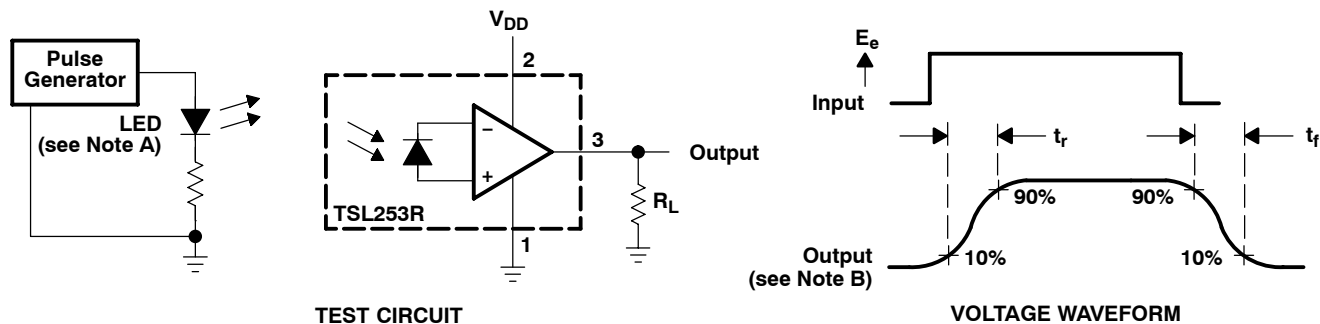 Pulse
Generator
LED
(see Note A)
VDD
2
−
+
3
Output
RL
TSL253R
1
TEST CIRCUIT
Ee
Input
tr
tf
90%
90%
Output
(see Note B)
10%
10%
VOLTAGE WAVEFORM